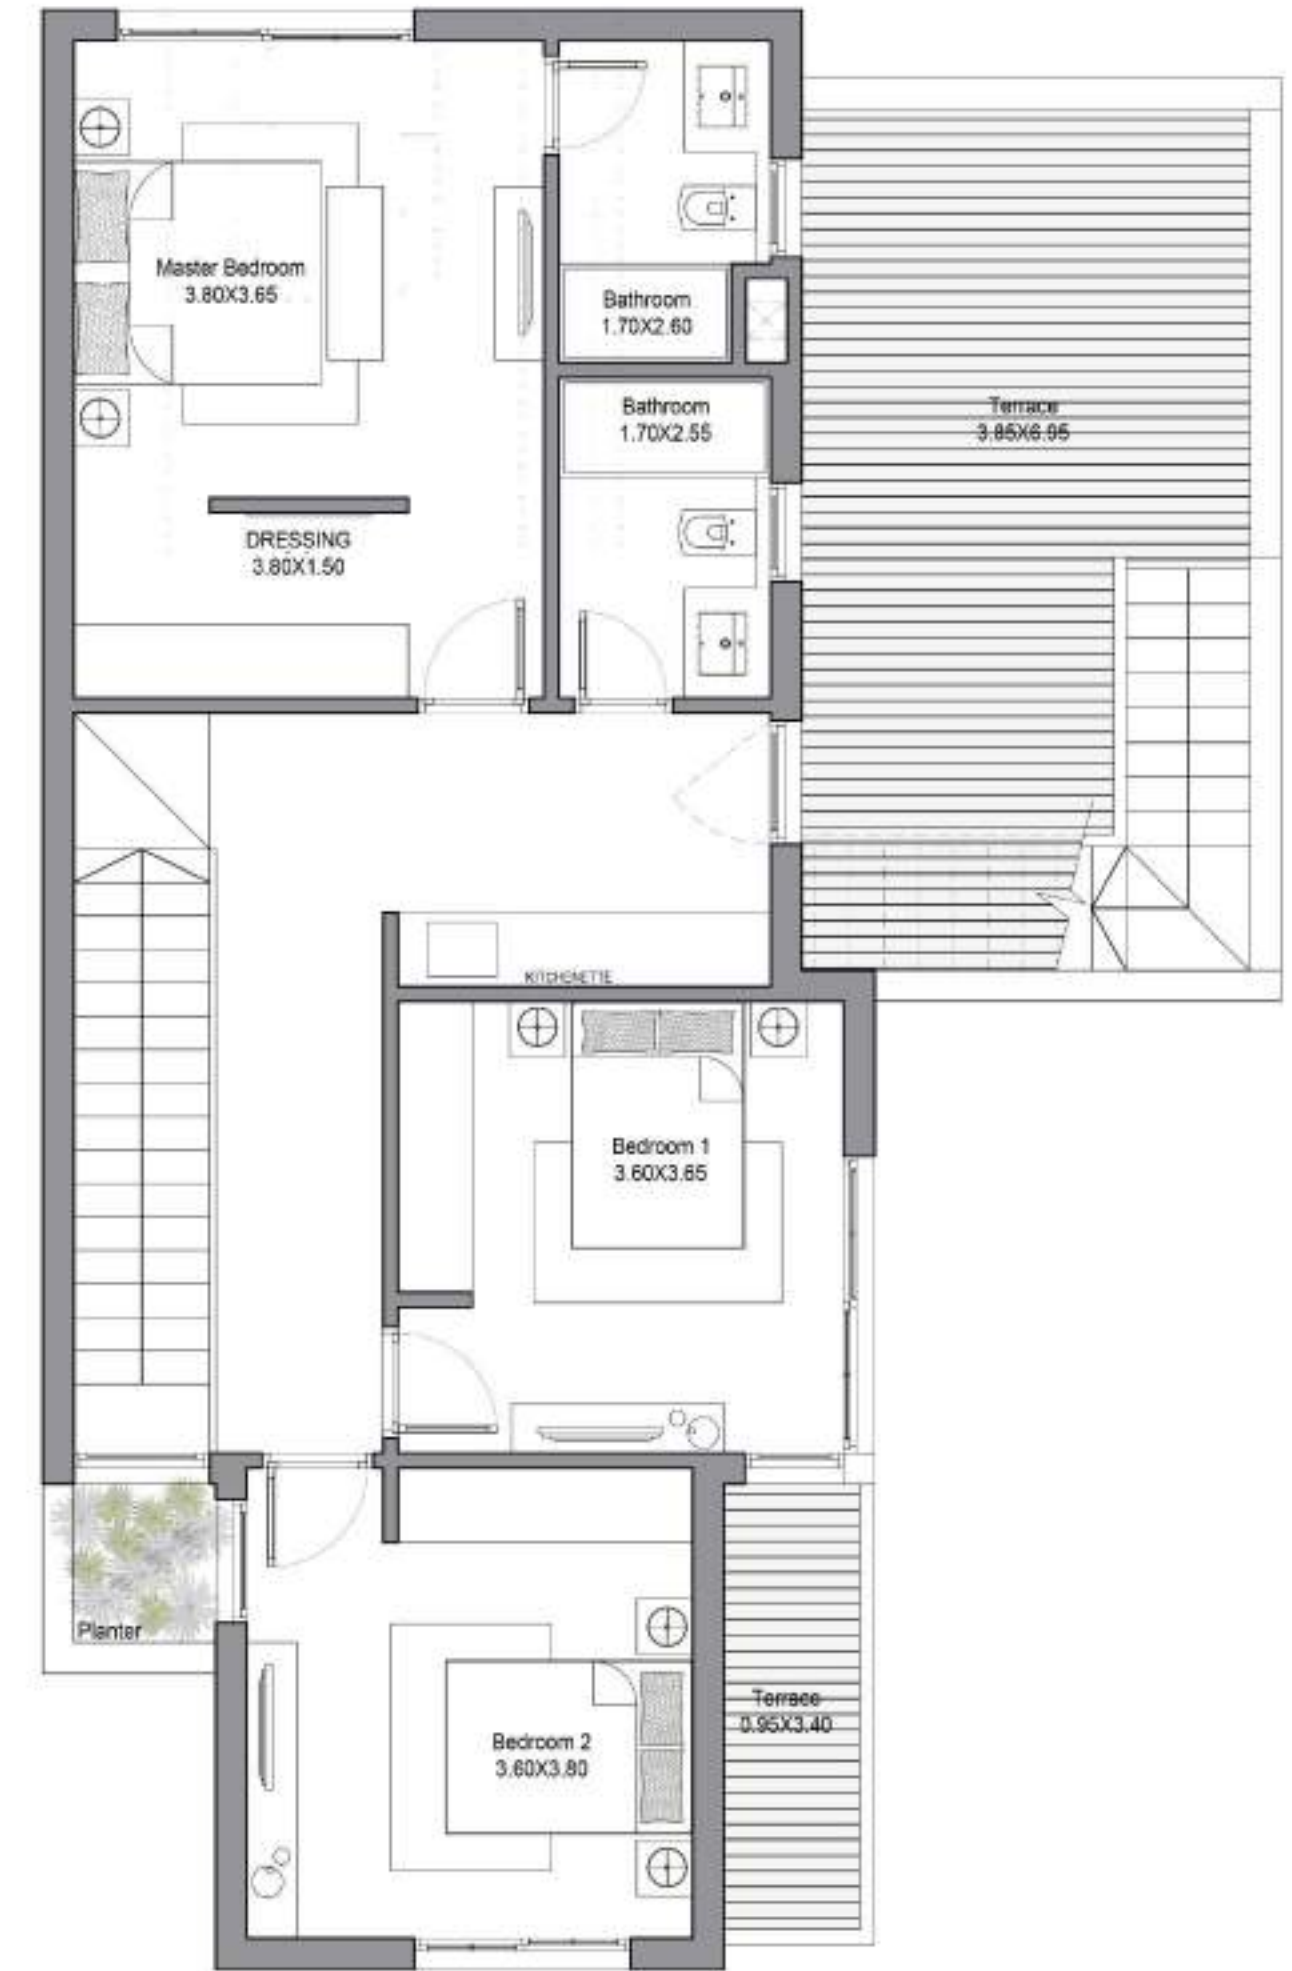 Master Bedroom
3.80X3.65
Bathroom
1.70X2.60
Bathroom
1.70X2.55
Terrace
3.85X6.95
DRESSING
3.80X1.50
KITCHENETTE
Bedroom 1
3.60X3.65
Planter
Terrace
0.95X3.40
Bedroom 2
3.60X3.80